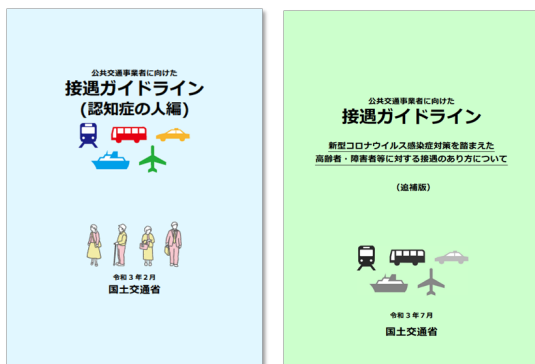 公共交通事業者に向けた
接遇ガイドライン
(認知症の人編)
令和3年2月
国土交通省
公共交通事業者に向けた
接遇ガイドライン
新型コロナウイルス感染症対策を踏まえた
高齢者・障害者等に対する接遇のあり方について
（追補版）
令和3年7月
国土交通省